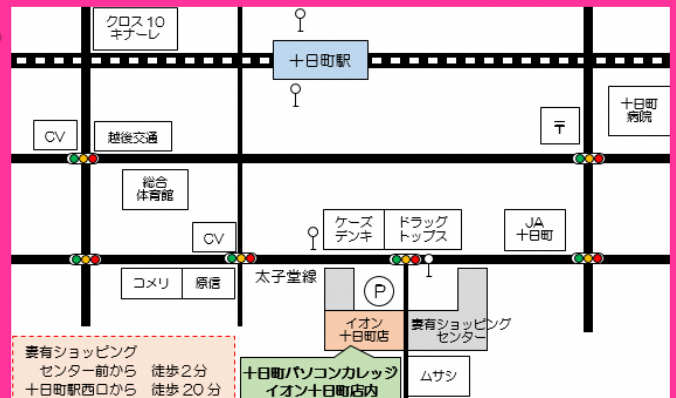 クロス10
キナーレ
十日町駅
十日町
病院
〒
CV
越後交通
総合
体育館
CV
ケーズ
デンキ
ドラッグ
トップス
JA
十日町
コメリ
原信
太子堂線
P
イオン
十日町店
妻有ショッピング
センター
妻有ショッピング
センター前から 徒歩2分
十日町駅西口から 徒歩20分
十日町パソコンカレッジ
イオン十日町店内
ムサシ